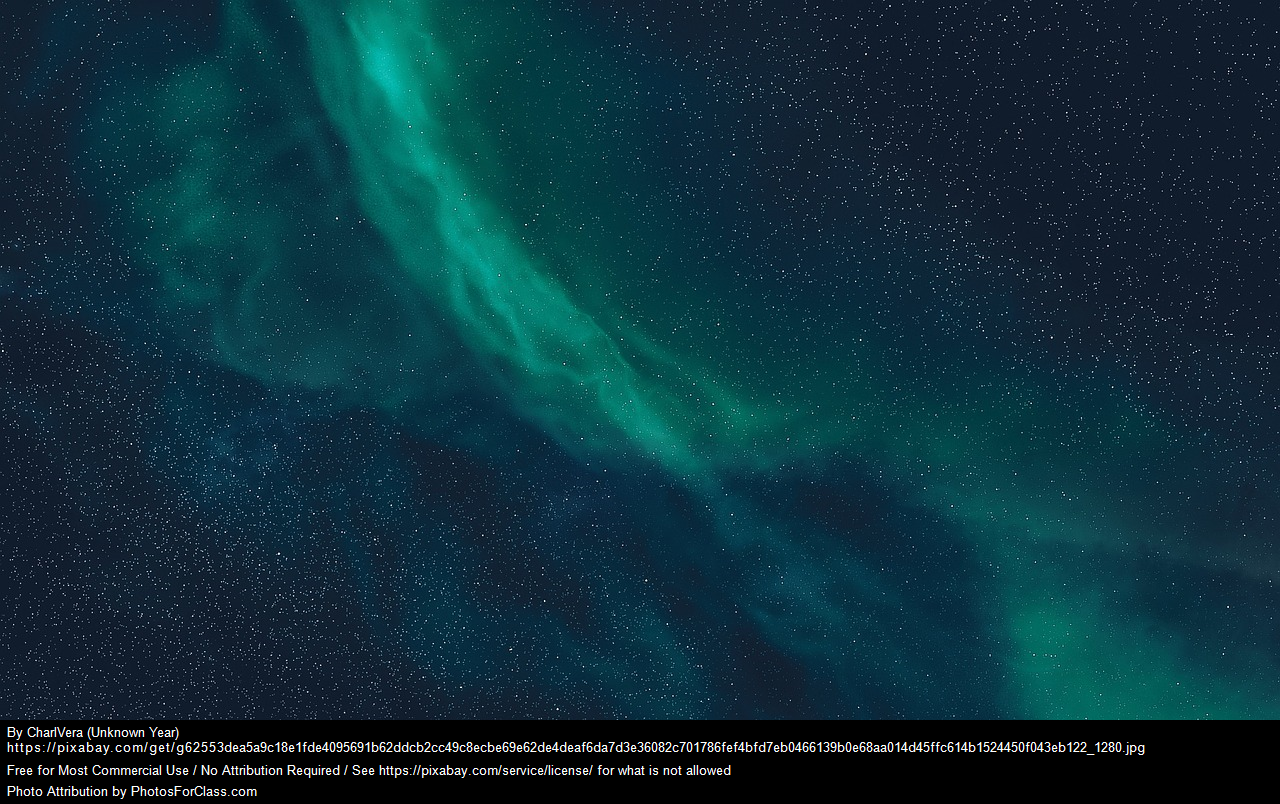 By CharlVera (Unknown Year)
https://pixabay.com/get/g62553dea5a9c18e1fde4095691b62ddcb2cc49c8ecbe69e62de4deaf6da7d3e36082c701786fef4bfd7eb0466139b0e68aa014d45ffc614b1524450f043eb122_1280.jpg
Free for Most Commercial Use / No Attribution Required / See https://pixabay.com/service/license/ for what is not allowed
Photo Attribution by PhotosForClass.com